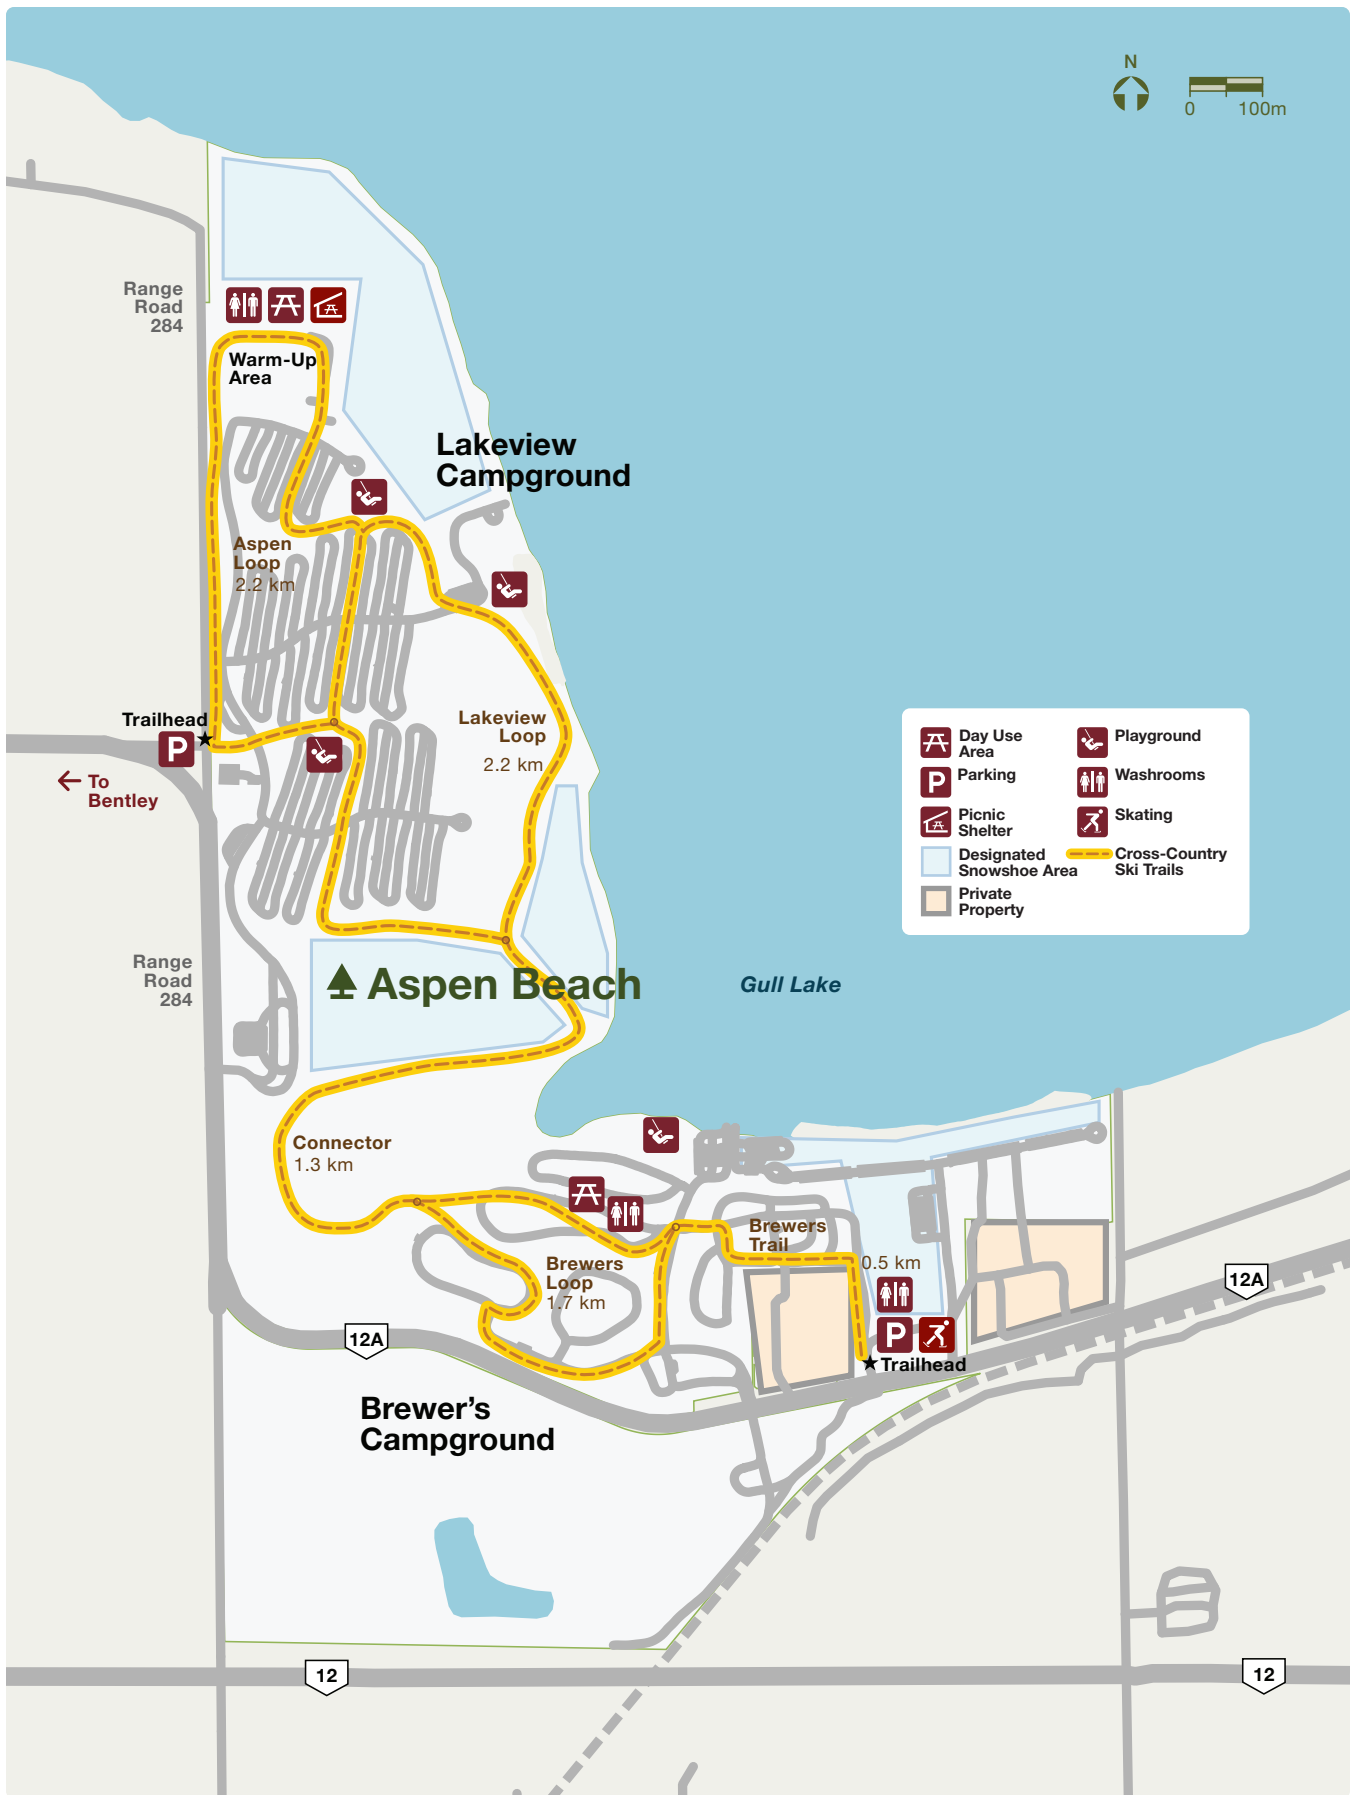 N
0 100m
Range
Road
284
Warm-Up
Area
Lakeview
Campground
Aspen
Loop
2.2 km
Trailhead
P
Lakeview
Loop
2.2 km
To
Bentley
Day Use
Area
Playground
P Parking
Washrooms
Picnic
Shelter
Skating
Designated
Snowshoe Area
Cross-Country
Ski Trails
Private
Property
Range
Road
284
Aspen Beach
Gull Lake
Connector
1.3 km
Brewers
Trail
0.5 km
Brewers
Loop
1.7 km
12A
12A
P
Trailhead
Brewer’s
Campground
12
12